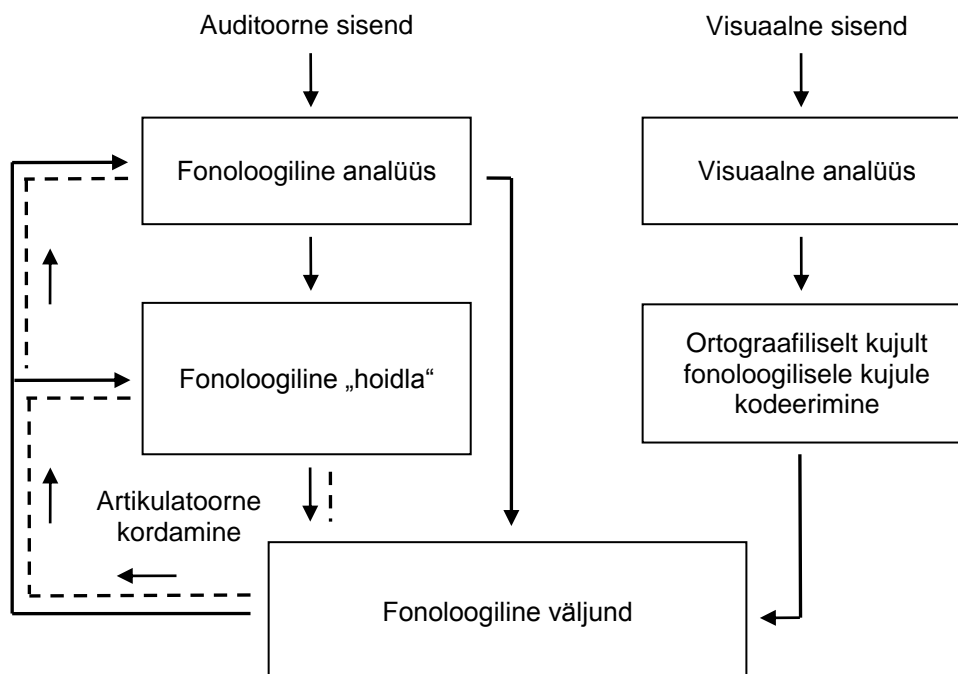 Auditoorne sisend
Visuaalne sisend
Fonoloogiline analüüs
Visuaalne analüüs
Fonoloogiline „hoidla“
Ortograafiliselt kujult
fonoloogilisele kujule
kodeerimine
Artikulatoorne
kordamine
Fonoloogiline väljund